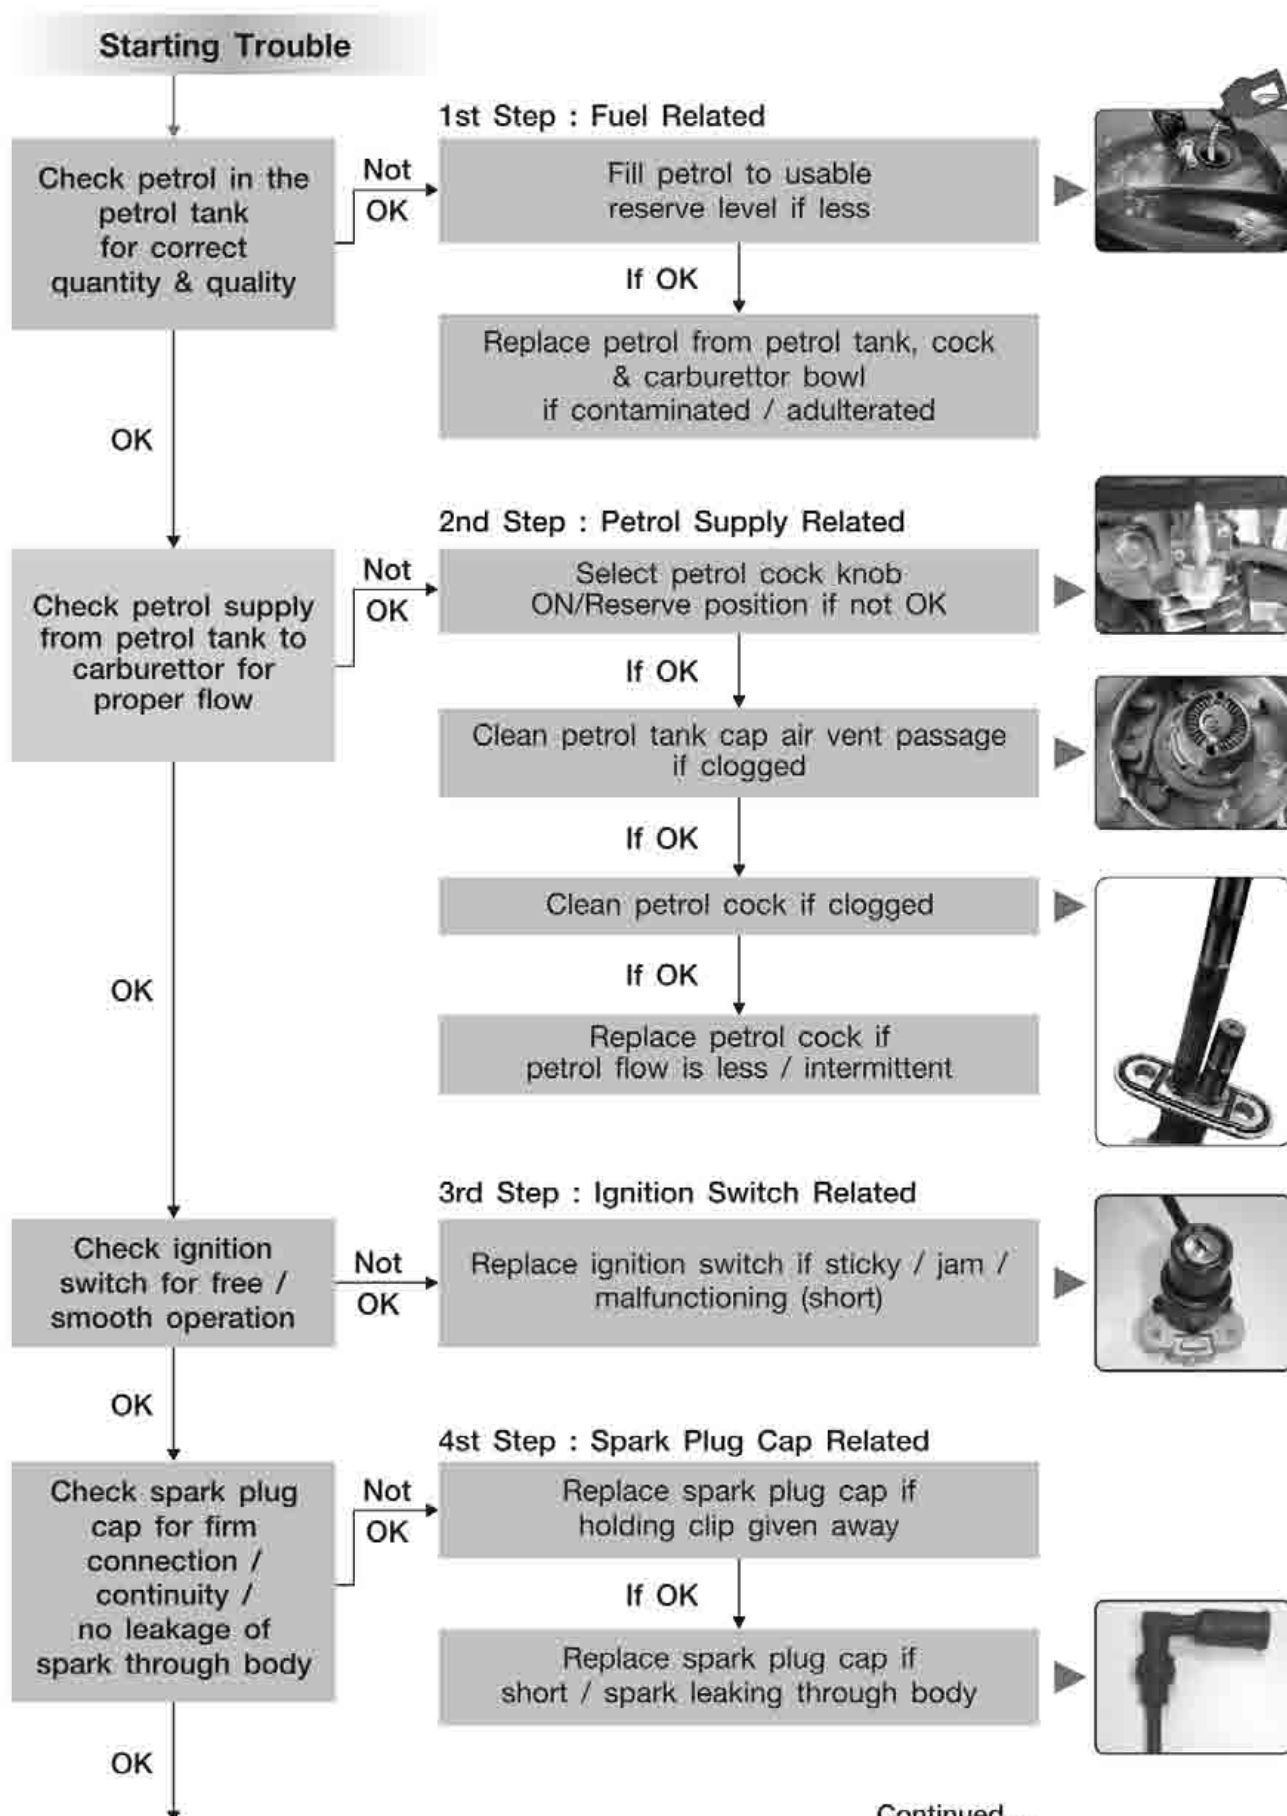 Starting Trouble
1st Step : Fuel Related
Check petrol in the
petrol tank
for correct
quantity & quality
Not
OK
Fill petrol to usable
reserve level if less
If OK
Replace petrol from petrol tank, cock
& carburettor bowl
if contaminated / adulterated
OK
2nd Step : Petrol Supply Related
Check petrol supply
from petrol tank to
carburettor for
proper flow
Not
OK
Select petrol cock knob
ON/Reserve position if not OK
If OK
Clean petrol tank cap air vent passage
if clogged
If OK
Clean petrol cock if clogged
If OK
Replace petrol cock if
petrol flow is less / intermittent
OK
3rd Step : Ignition Switch Related
Check ignition
switch for free /
smooth operation
Not
OK
Replace ignition switch if sticky / jam /
malfunctioning (short)
OK
4st Step : Spark Plug Cap Related
Check spark plug
cap for firm
connection /
continuity /
no leakage of
spark through body
Not
OK
Replace spark plug cap if
holding clip given away
If OK
Replace spark plug cap if
short / spark leaking through body
OK
Continued....